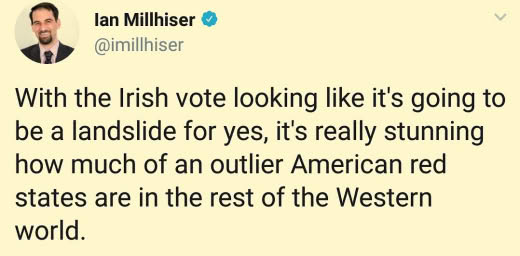 Ian Millhiser
@imillhiser
With the Irish vote looking like it's going to
be a landslide for yes, it's really stunning
how much of an outlier American red
states are in the rest of the Western
world.